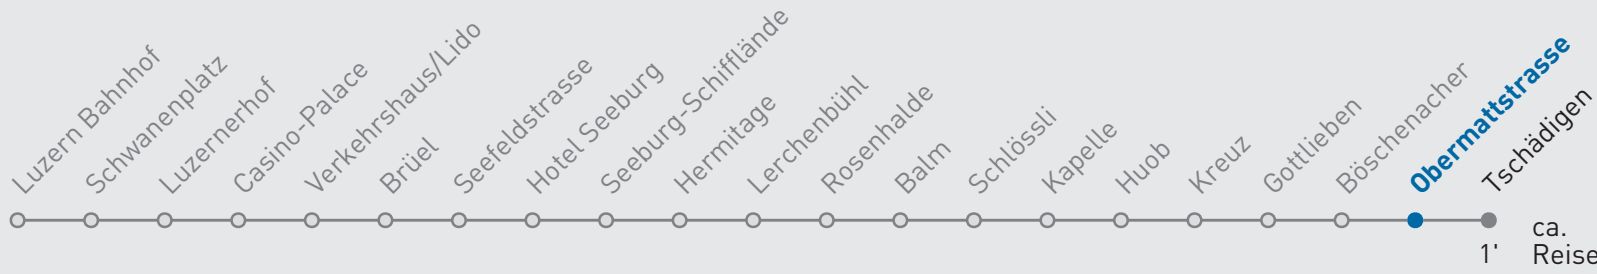 Luzern Bahnhof
Schwanenplatz
Luzernerhof
Casino-Palace
Verkehrshaus/Lido
Brüel
Seefeldstrasse
Hotel Seeburg
Seeburg-Schifflände
Hermitage
Lerchenbühl
Rosenhalde
Balm
Schlössli
Kapelle
Huob
Kreuz
Gottlieben
Böschenacher
Obermattstrasse
Tschädigen
ca.
1' Reise